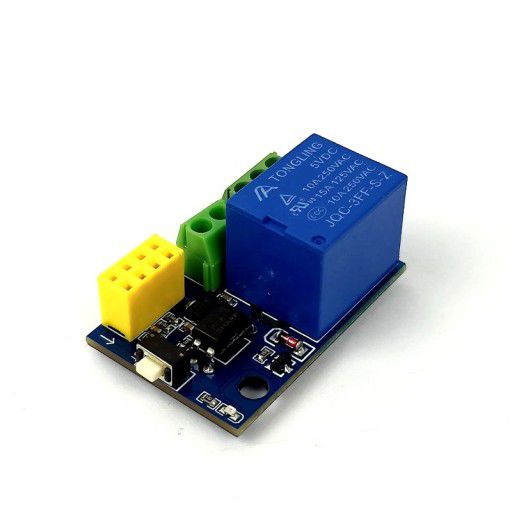 TONGLING
5VDC
10A 250VAC
15A 125VAC
10A 250VAC
JQC-3FF-S-Z